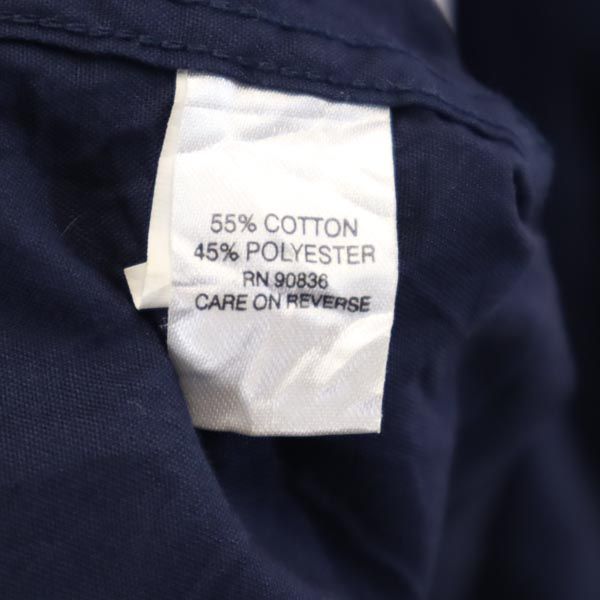 55% COTTON
45% POLYESTER
RN 90836
CARE ON REVERSE